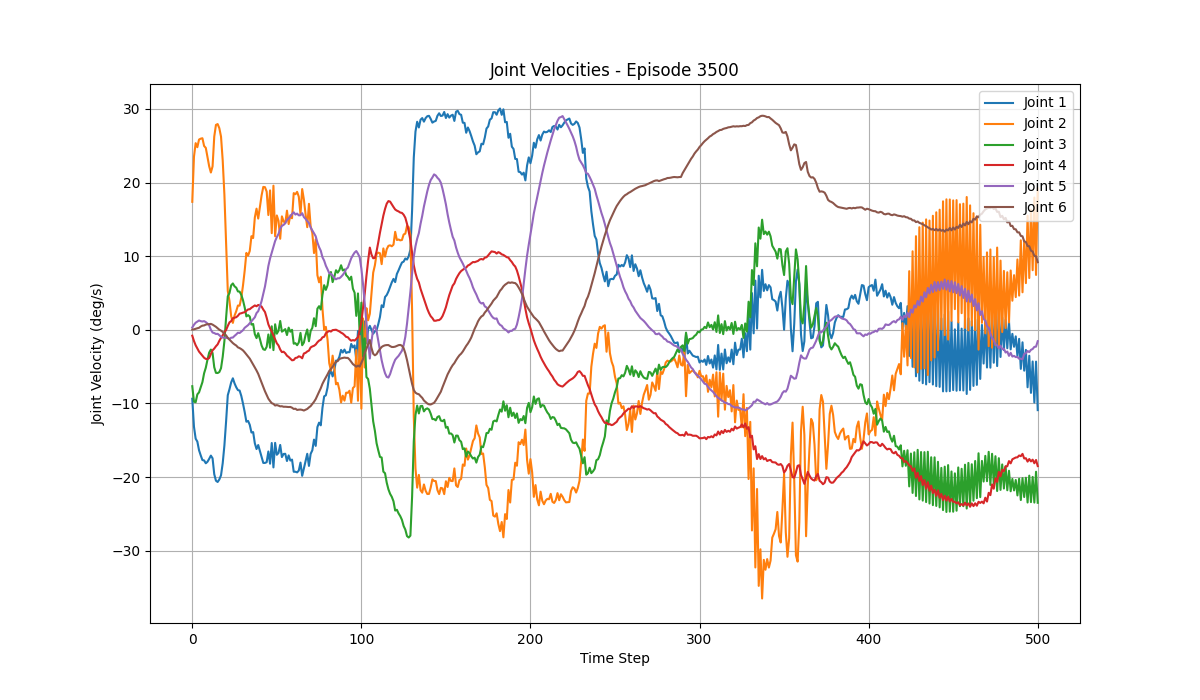 Joint Velocities - Episode 3500
Joint Velocity (deg/s)
30
20
10
0
−10
−20
−30
Joint 1
Joint 2
Joint 3
Joint 4
Joint 5
Joint 6
0
100
200
300
400
500
Time Step